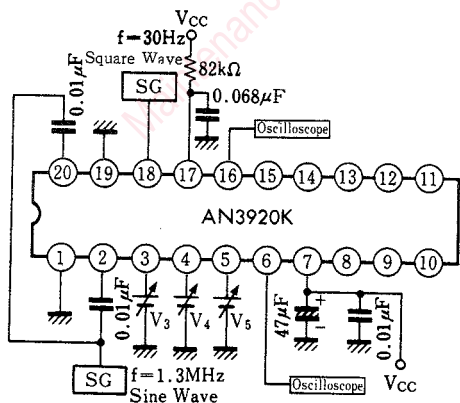 Vcc
f=30Hz
Square Wave
82kΩ
0.01μF
SG
0.068μF
Oscilloscope
20 19 18 17 16 15 14 13 12 11
AN3920K
1 2 3 4 5 6 7 8 9 10
0.01μF
V3 V4 V5
47μF
+
−
0.01μF
SG
f=1.3MHz
Sine Wave
Oscilloscope
Vcc